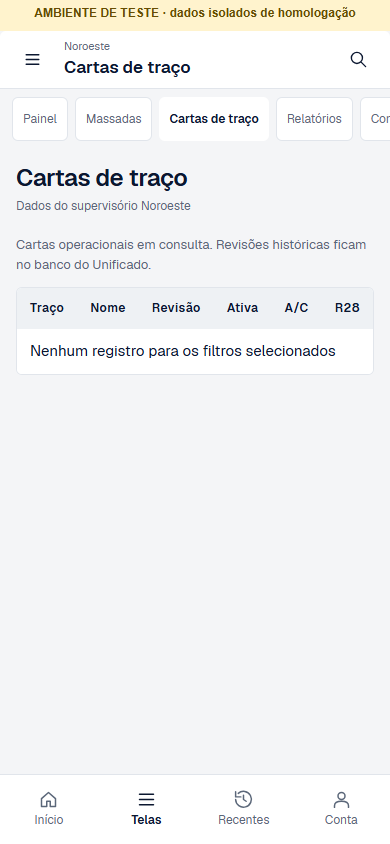 AMBIENTE DE TESTE · dados isolados de homologação
Noroeste
Cartas de traço
Painel
Massadas
Cartas de traço
Relatórios
Cartas de traço
Dados do supervisório Noroeste
Cartas operacionais em consulta. Revisões históricas ficam
no banco do Unificado.
Traço Nome Revisão Ativa A/C R28
Nenhum registro para os filtros selecionados
Início
Telas
Recentes
Conta